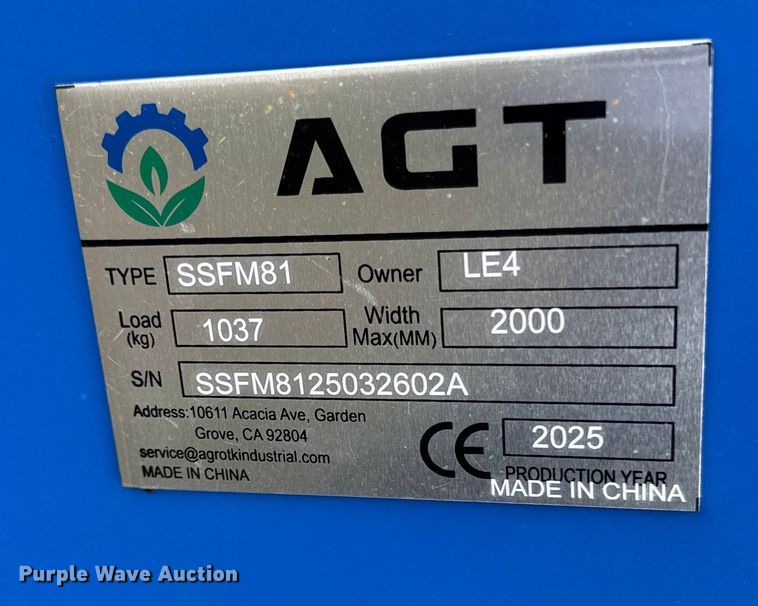 AGT
TYPE SSFM81 Owner LE4
Load (kg) 1037 Width Max(MM) 2000
S/N SSFM8125032602A
Address:10611 Acacia Ave, Garden
Grove, CA 92804
service@agrotkindustrial.com
MADE IN CHINA
CE 2025
PRODUCTION YEAR
MADE IN CHINA
Purple Wave Auction